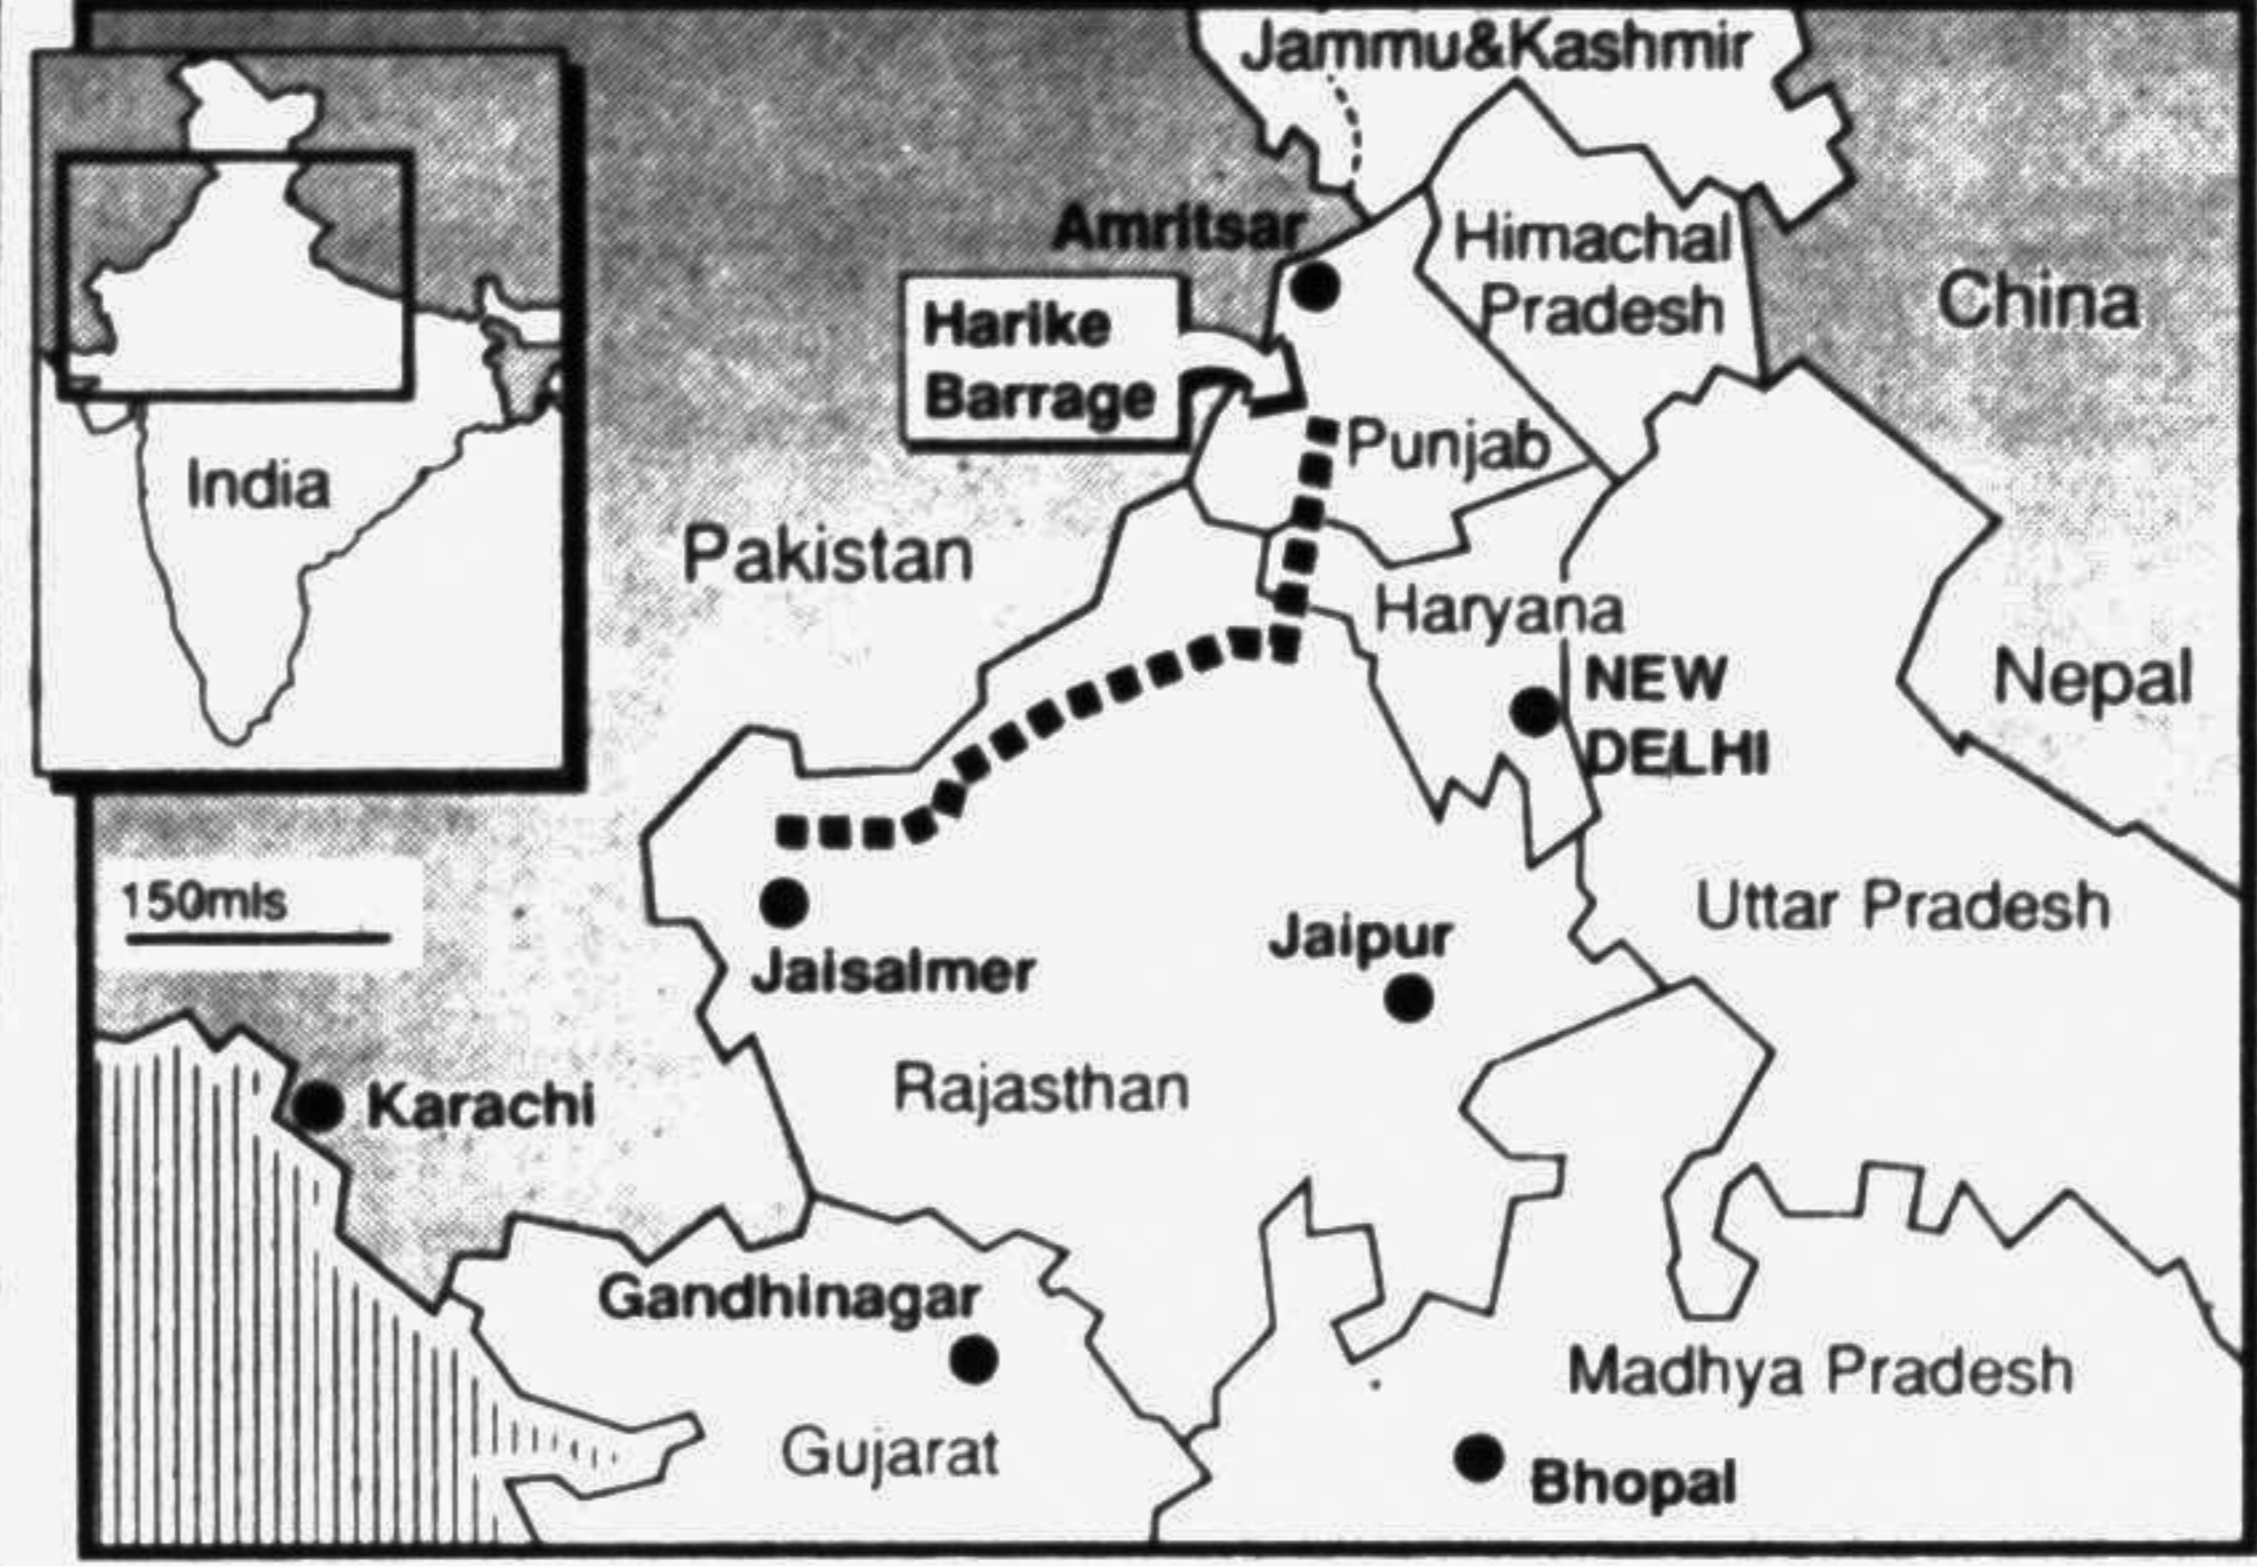 Jammu&Kashmir
Amritsar
Himachal
Pradesh
China
Harike
Barrage
Punjab
India
Pakistan
Haryana
NEW
DELHI
Nepal
150mls
Jaisalmer
Jaipur
Uttar Pradesh
Rajasthan
Karachi
Gandhinagar
Gujarat
Madhya Pradesh
Bhopal